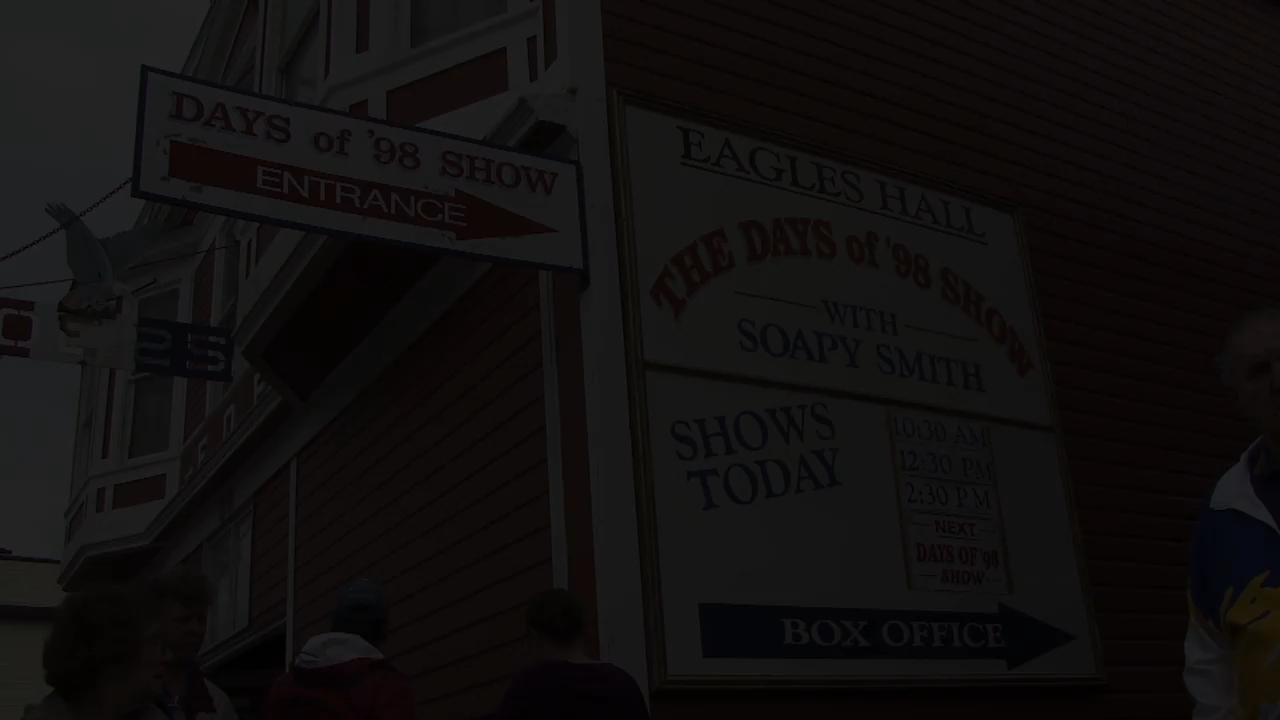 DAYS of '98 SHOW
ENTRANCE
25
EAGLES HALL
THE DAYS of '98 SHOW
WITH
SOAPY SMITH
SHOWS
TODAY
10:30 AM
12:30 PM
2:30 PM
NEXT
DAYS OF '98
SHOW
BOX OFFICE